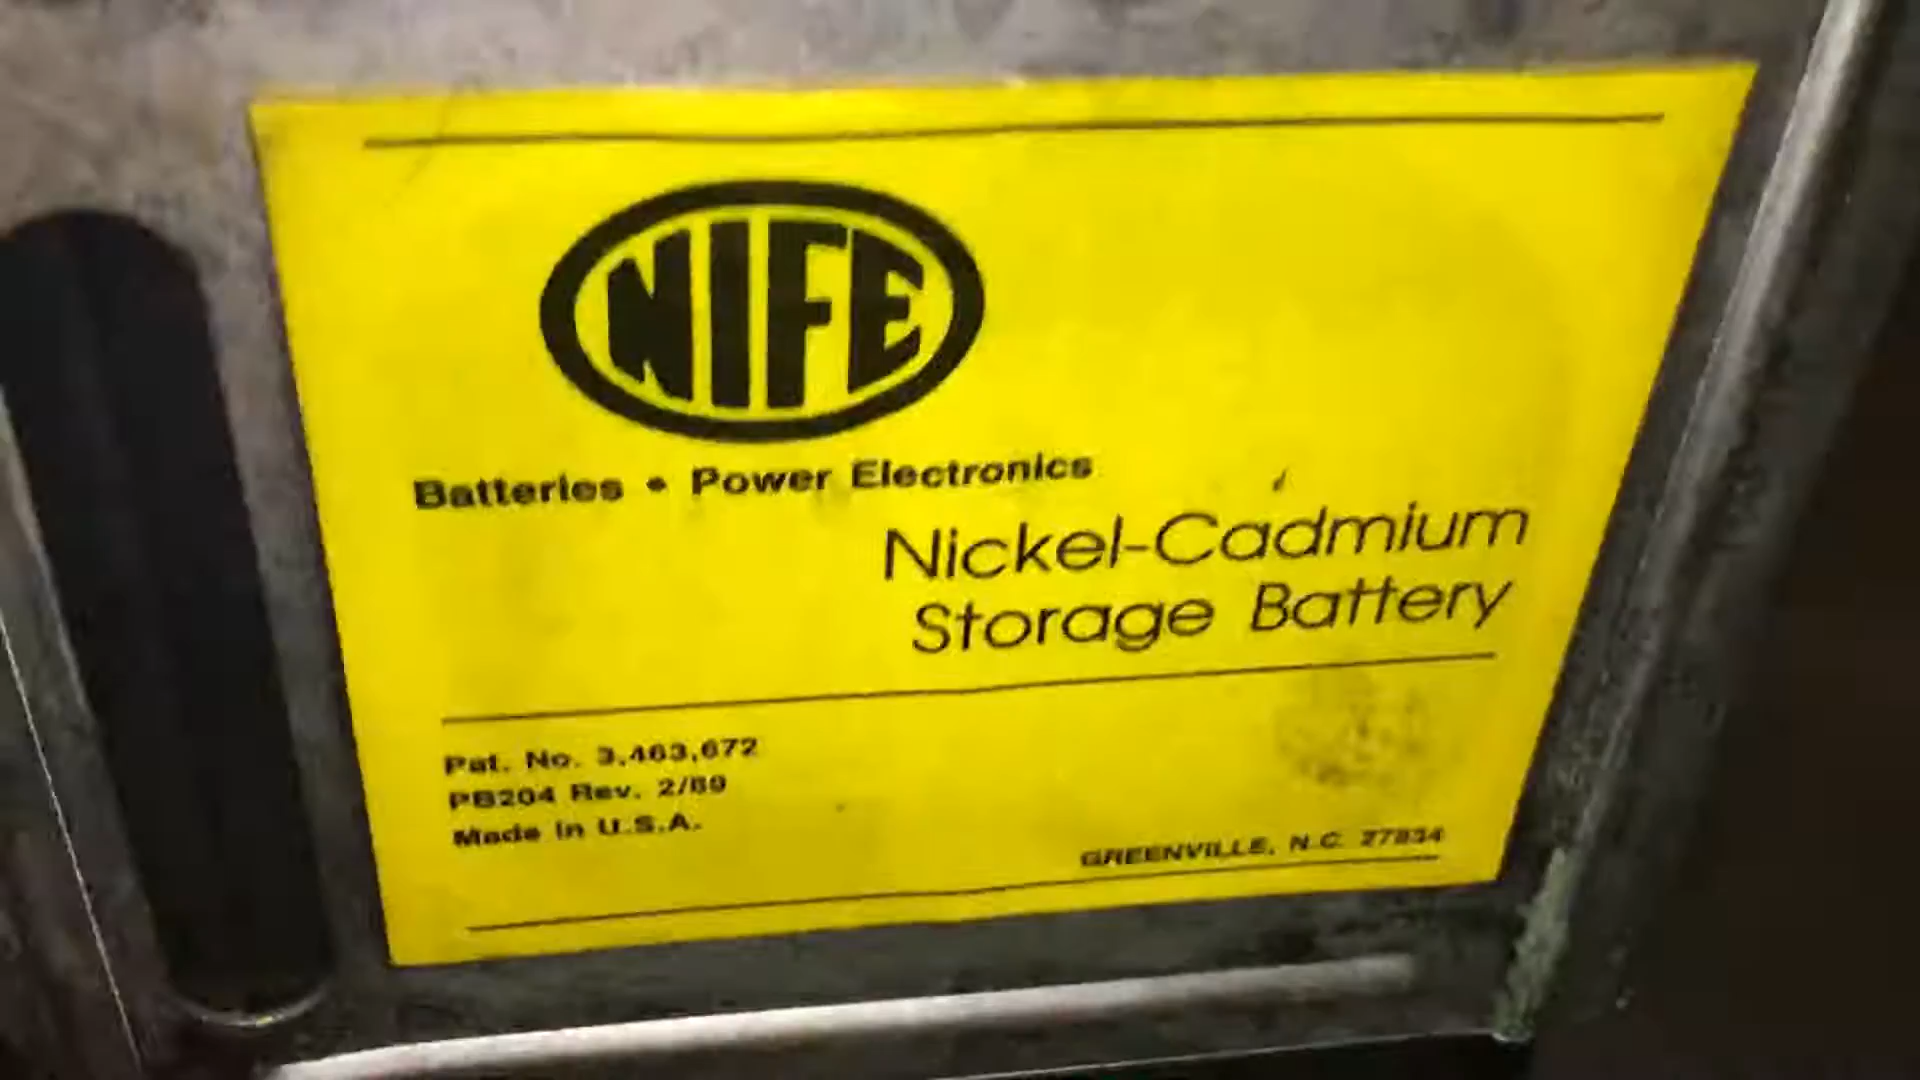 NIFE
Batteries • Power Electronics
Nickel-Cadmium
Storage Battery
Pat. No. 3,463,672
PB204 Rev. 2/89
Made in U.S.A.
GREENVILLE, N.C. 27834